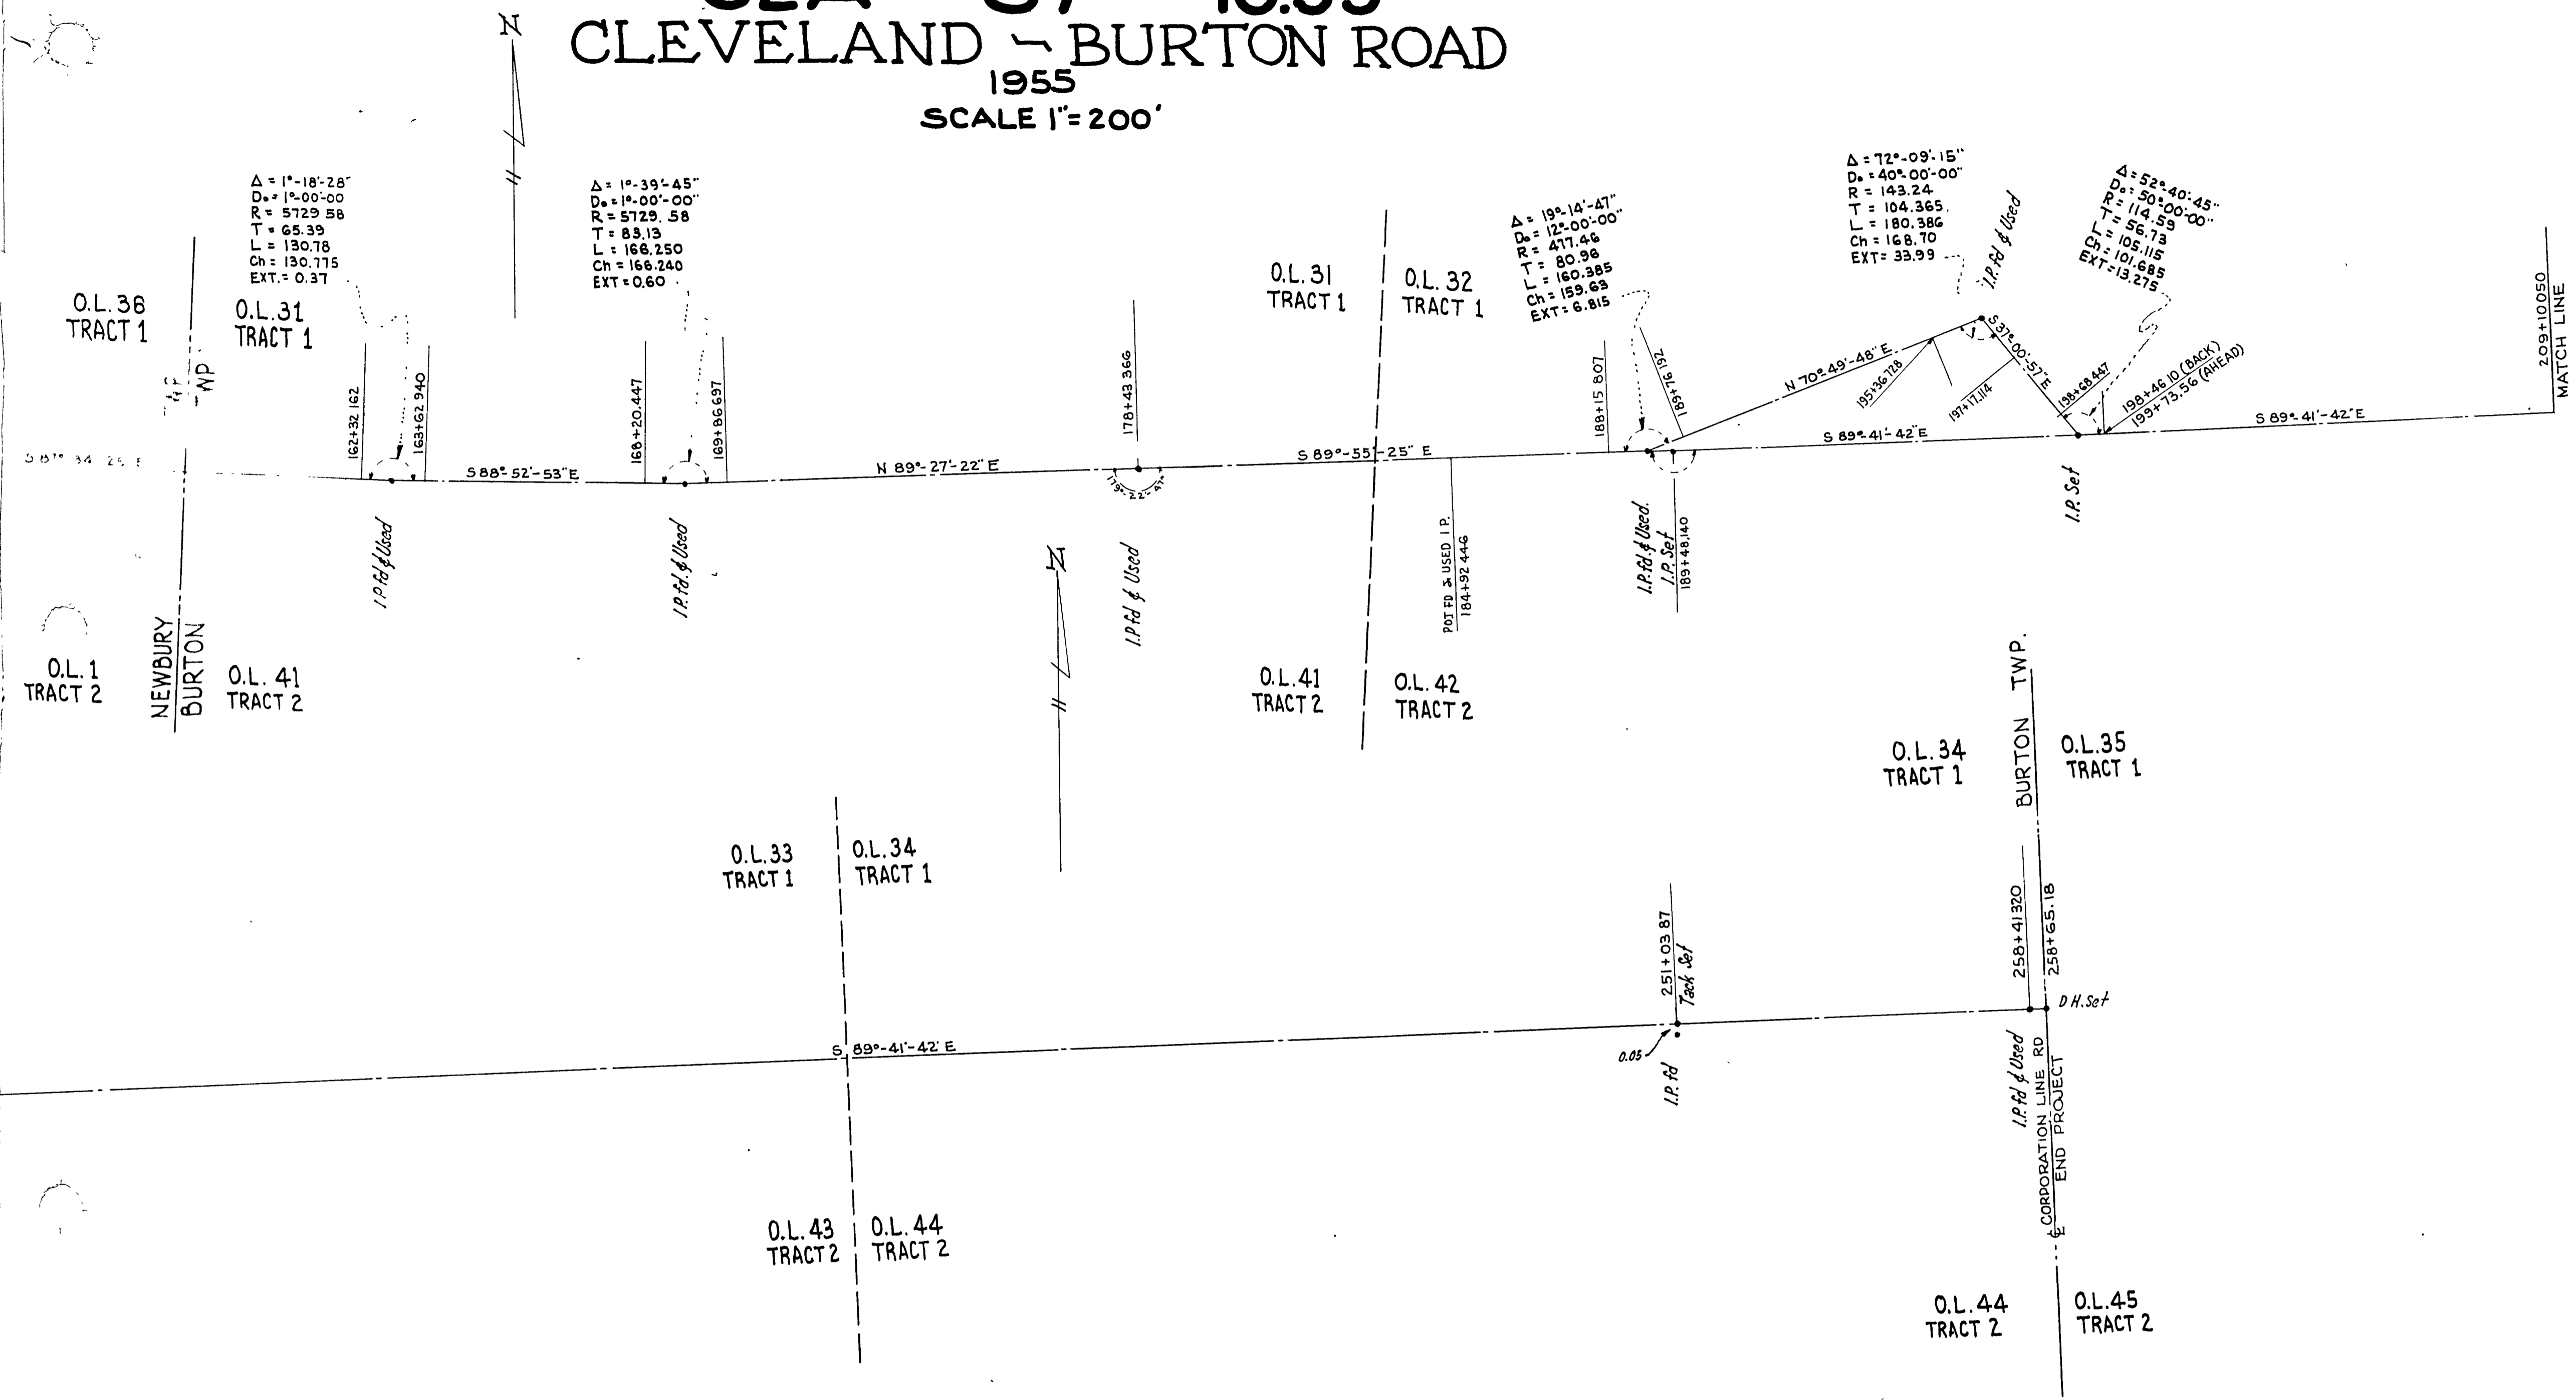 CLEVELAND ~ BURTON ROAD
1955
SCALE 1"=200'
N
Δ = 1°-18'-28"
D₀ = 1°-00'-00
R = 5729 58
T = 65.39
L = 130.78
Ch = 130.775
EXT. = 0.37
Δ = 1°-39'-45"
D₀ = 1°-00'-00"
R = 5729. 58
T = 83.13
L = 166.250
Ch = 166.240
EXT = 0.60
Δ = 19°-14'-47"
D₀ = 12°-00'-00"
R = 477.46
T = 80.96
L = 160.385
Ch = 159.63
EXT = 6.815
Δ = 72°-09'-15"
D₀ = 40°-00'-00"
R = 143.24
T = 104.365
L = 180.386
Ch = 168.70
EXT = 33.99
I.P. fd & Used
Δ = 52°-40'-45"
D₀ = 50°-00'-00"
R = 114.59
T = 56.73
L = 105.115
Ch = 101.685
EXT = 13.275
O.L. 36
TRACT 1
O.L. 31
TRACT 1
TWP.
O.L. 31
TRACT 1
O.L. 32
TRACT 1
162+32 162
163+62 940
168+20.447
169+86 697
178+43 366
188+15 807
189+76.192
195+36 728
197+17.114
198+68 447
198+46 10 (BACK)
199+73.56 (AHEAD)
209+10050
MATCH LINE
S 88°-52'-53" E
N 89°-27'-22" E
179°-22'-47"
S 89°-55'-25" E
N 70°-49'-48" E
S 37°-00'-57" E
S 89°-41'-42" E
S 89°-41'-42" E
I.P. fd & Used
I.P. fd. & Used
I.P. fd & Used
POT FD & USED I P.
184+92 446
I.P. fd. & Used.
I.P. Set
189+48.140
I.P. Set
N
O.L. 1
TRACT 2
NEWBURY
BURTON
O.L. 41
TRACT 2
O.L. 41
TRACT 2
O.L. 42
TRACT 2
O.L. 34
TRACT 1
BURTON TWP.
O.L. 35
TRACT 1
O.L. 33
TRACT 1
O.L. 34
TRACT 1
251+03 87
Tack Set
258+41 320
258+65.18
D H. Set
S 89°-41'-42" E
0.05
I.P. fd
I.P. fd & Used
℄ CORPORATION LINE RD
END PROJECT
O.L. 43
TRACT 2
O.L. 44
TRACT 2
O.L. 44
TRACT 2
O.L. 45
TRACT 2